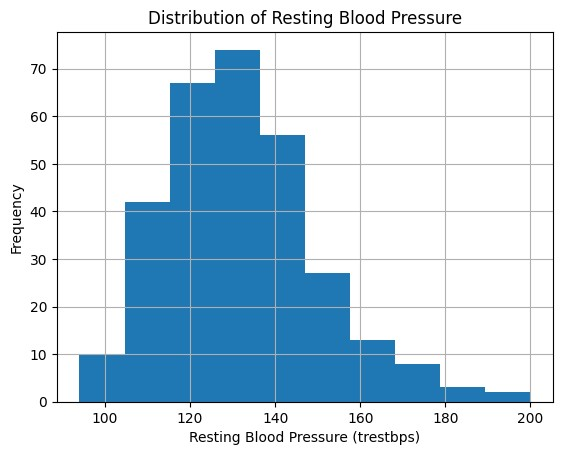 Distribution of Resting Blood Pressure
70
60
50
40
30
20
10
0
Frequency
100 120 140 160 180 200
Resting Blood Pressure (trestbps)